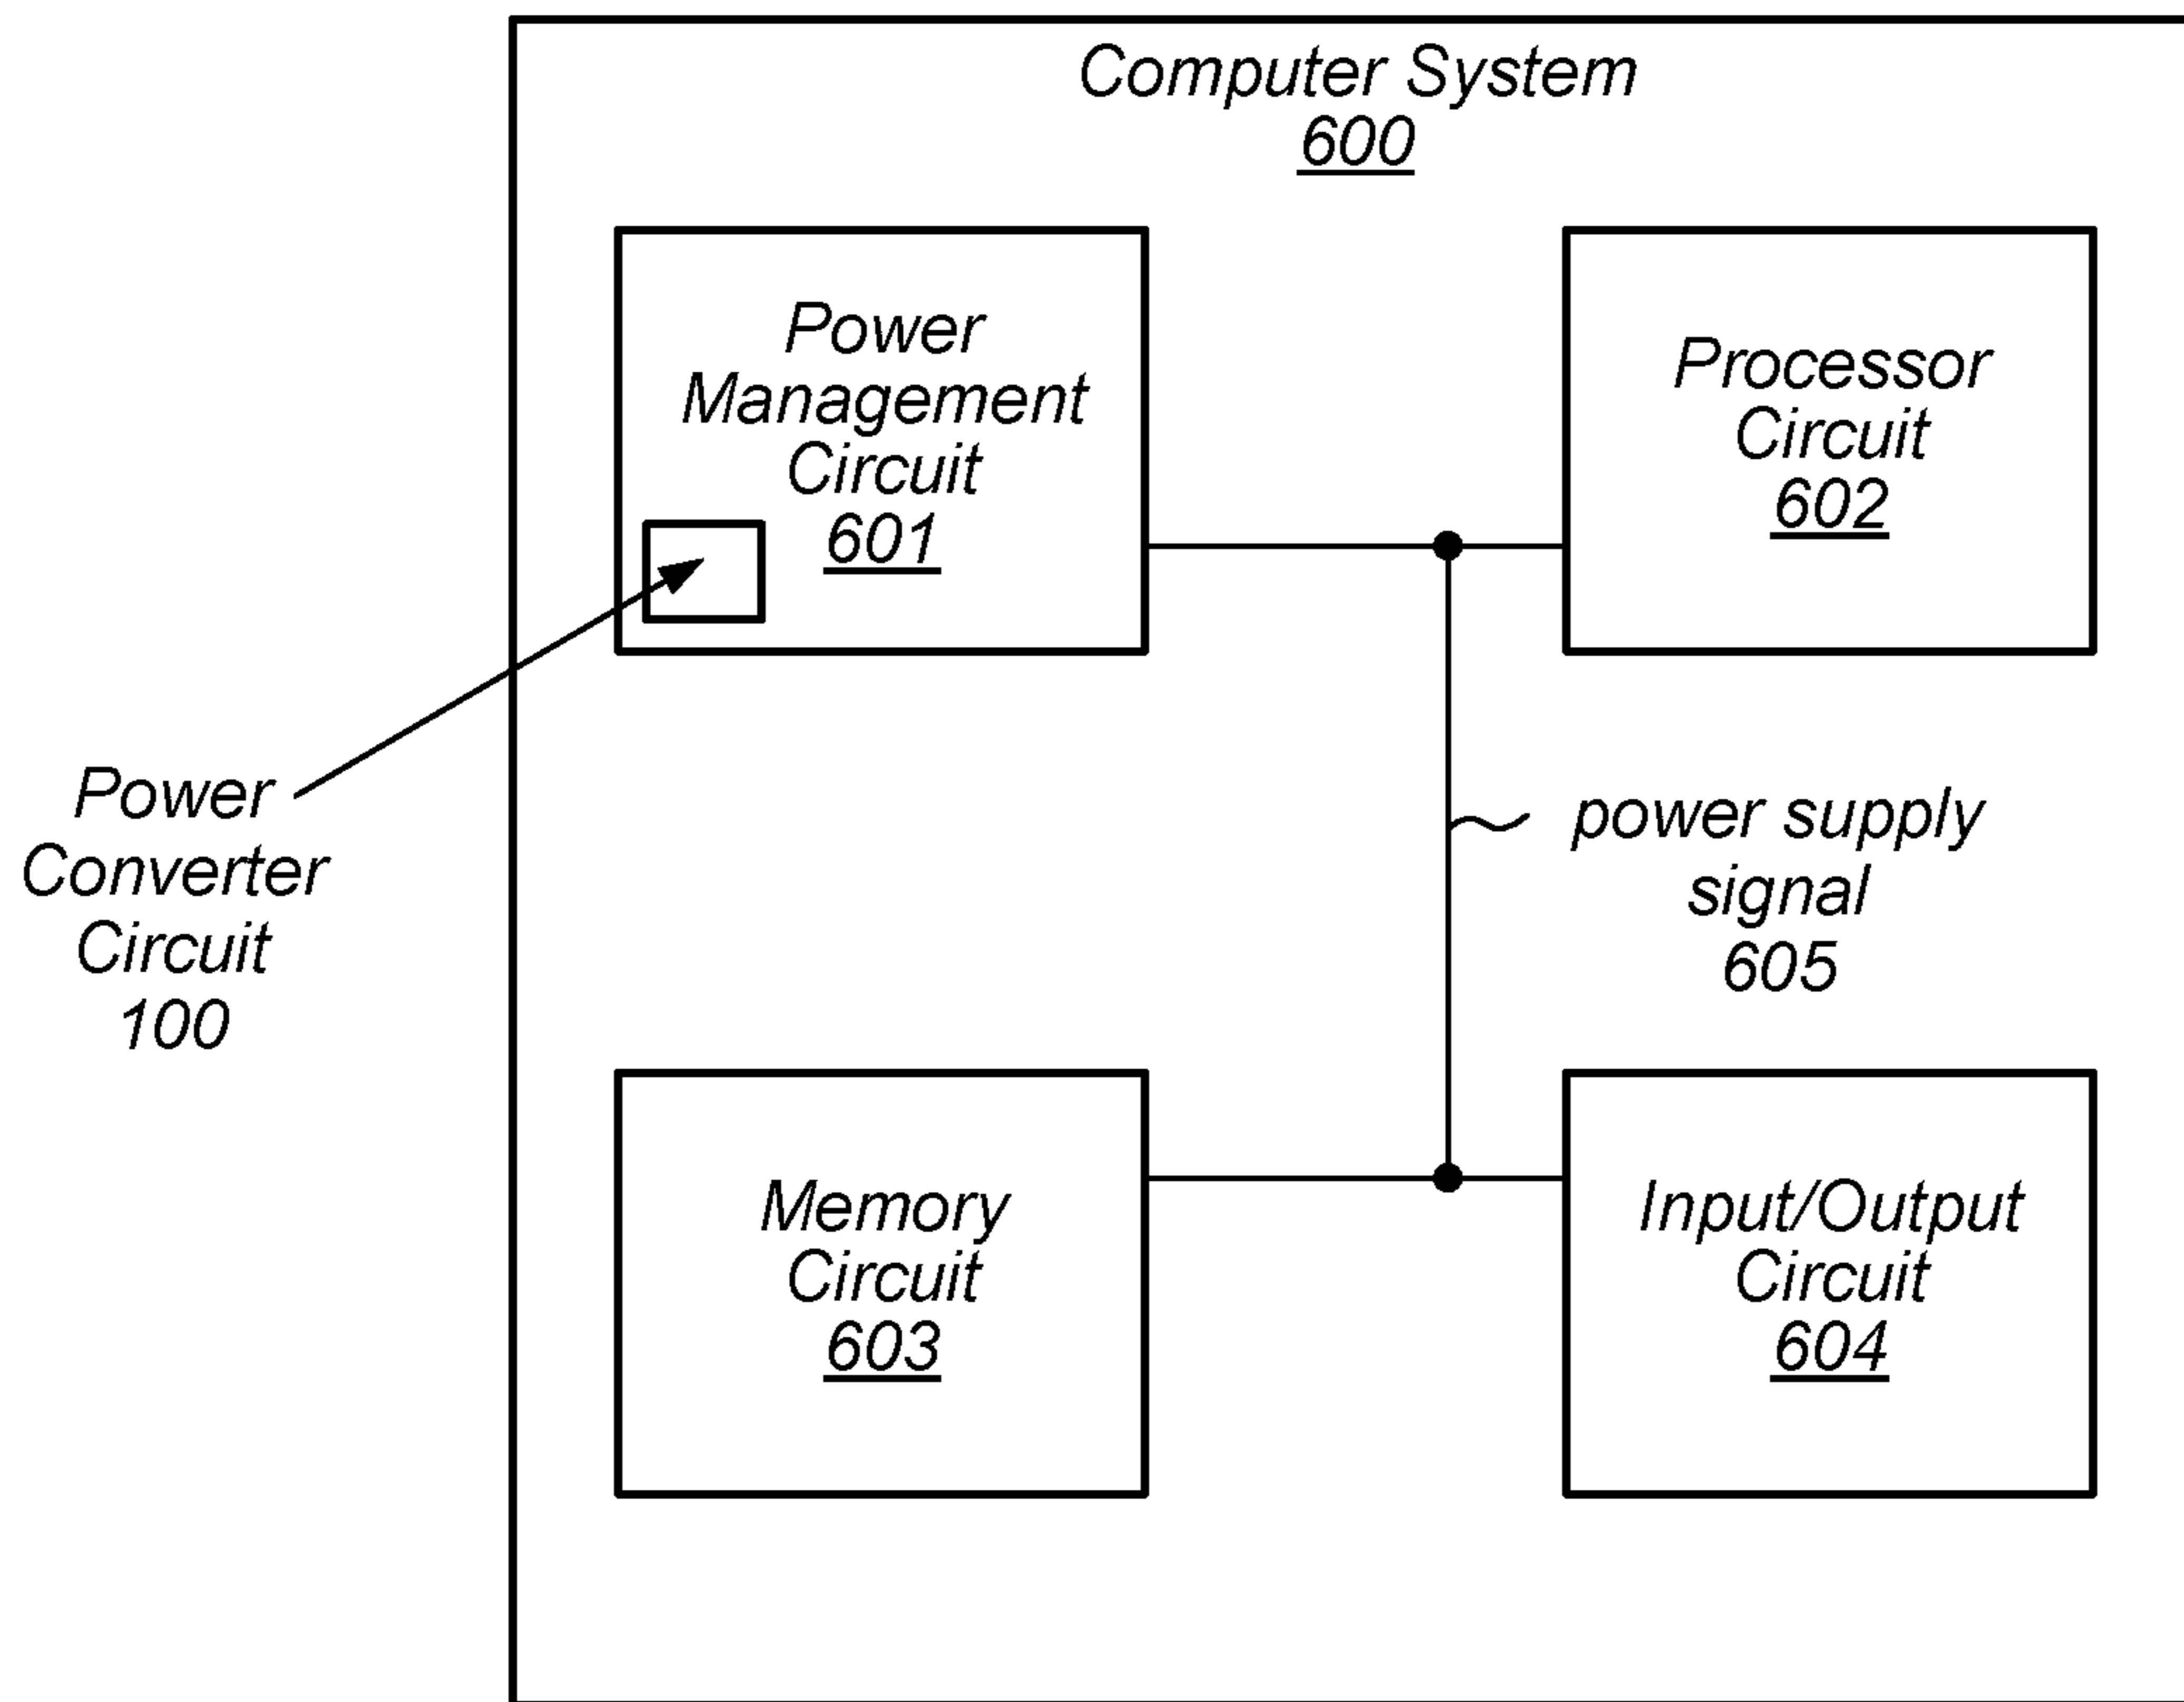 Computer System
600
Power
Management
Circuit
601
Processor
Circuit
602
Power
Converter
Circuit
100
power supply
signal
605
Memory
Circuit
603
Input/Output
Circuit
604